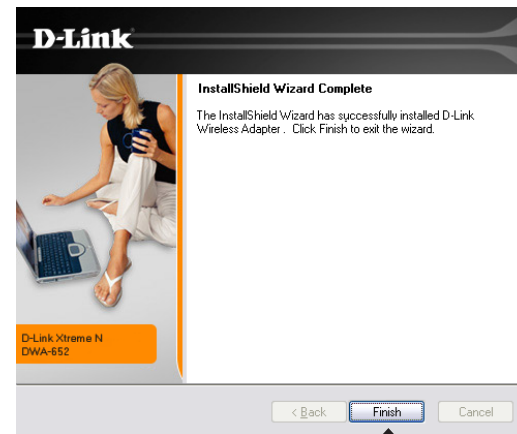 D-Link
InstallShield Wizard Complete
The InstallShield Wizard has successfully installed D-Link
Wireless Adapter . Click Finish to exit the wizard.
D-Link Xtreme N
DWA-652
< Back
Finish
Cancel